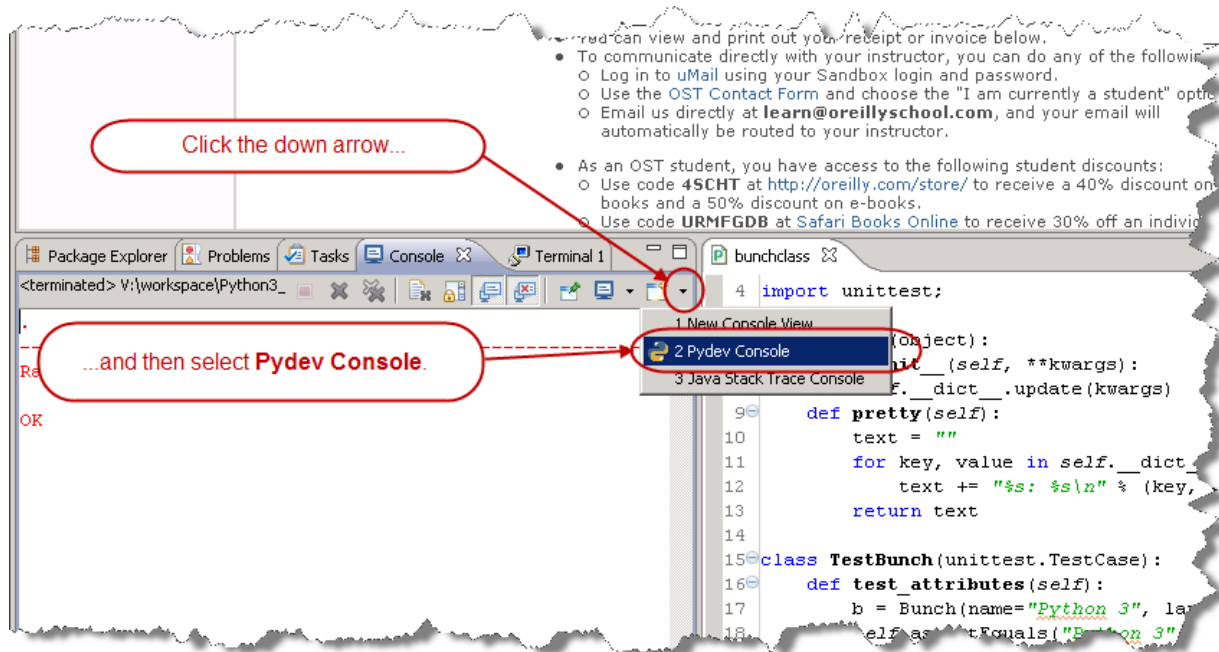 You can view and print out your receipt or invoice below.
To communicate directly with your instructor, you can do any of the following
Log in to uMail using your Sandbox login and password.
Use the OST Contact Form and choose the "I am currently a student"
Email us directly at learn@oreillyschool.com, and your email will
automatically be routed to your instructor.
Click the down arrow...
As an OST student, you have access to the following student discounts:
Use code 4SCHT at http://oreilly.com/store/ to receive a 40% discount on
books and a 50% discount on e-books.
Use code URMFGDB at Safari Books Online to receive 30% off an
Package Explorer Problems Tasks Console Terminal 1
<terminated> V:\workspace\Python3_
.
...and then select Pydev Console.
OK
1 New Console View
2 Pydev Console
3 Java Stack Trace Console
bunchclass
4 import unittest;
(object):
(self, **kwargs):
__dict__.update(kwargs)
9 def pretty(self):
10 text = ""
11 for key, value in self.__dict_
12 text += "%s: %s\n" % (key,
13 return text
14
15 class TestBunch(unittest.TestCase):
16 def test_attributes(self):
17 b = Bunch(name="Python 3",
18